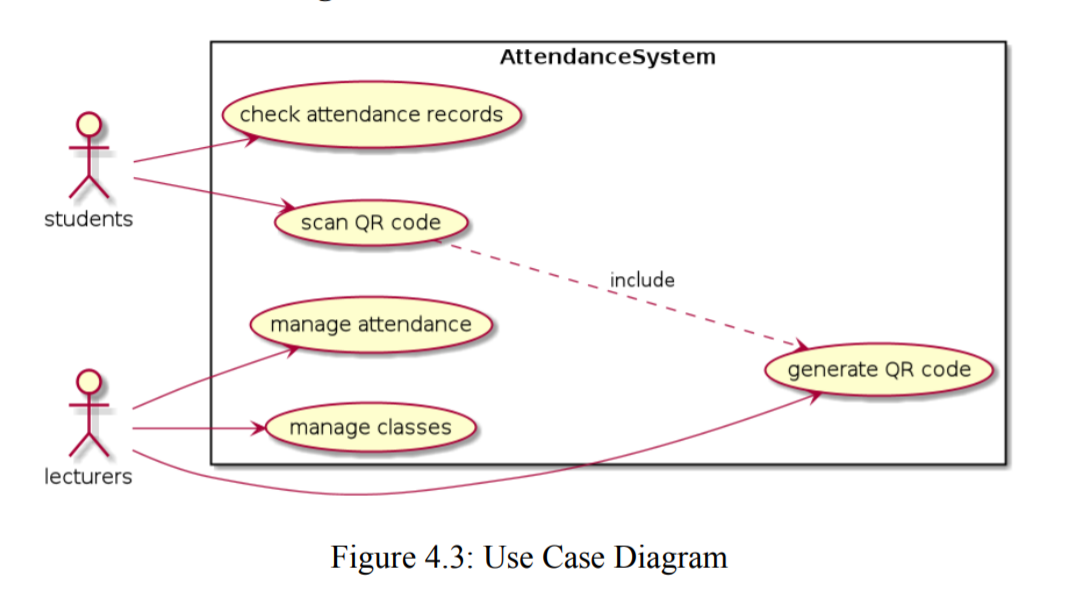 AttendanceSystem
check attendance records
students
scan QR code
include
manage attendance
generate QR code
manage classes
lecturers
Figure 4.3: Use Case Diagram